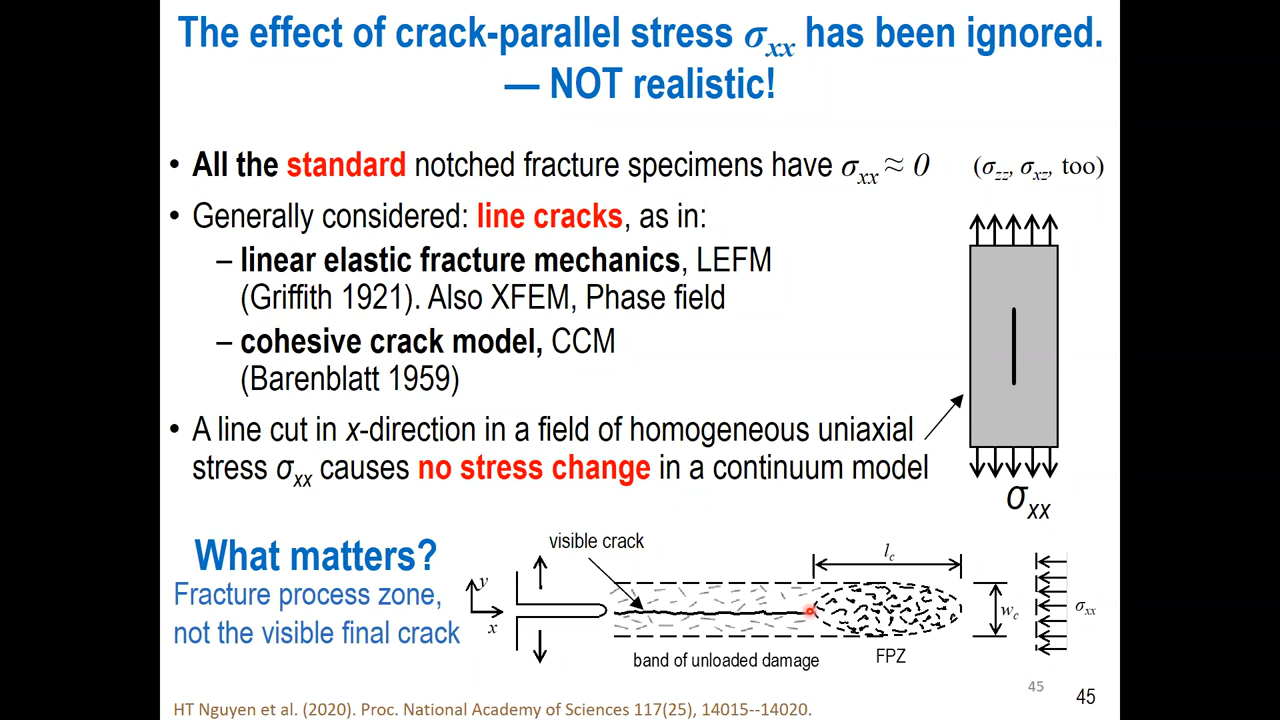 The effect of crack-parallel stress σxx has been ignored.
— NOT realistic!
• All the standard notched fracture specimens have σxx ≈ 0 (σzz, σxz, too)
• Generally considered: line cracks, as in:
– linear elastic fracture mechanics, LEFM
(Griffith 1921). Also XFEM, Phase field
– cohesive crack model, CCM
(Barenblatt 1959)
• A line cut in x-direction in a field of homogeneous uniaxial
stress σxx causes no stress change in a continuum model
σxx
What matters?
Fracture process zone,
not the visible final crack
y
x
visible crack
lc
wc
σxx
band of unloaded damage
FPZ
45
45
HT Nguyen et al. (2020). Proc. National Academy of Sciences 117(25), 14015--14020.